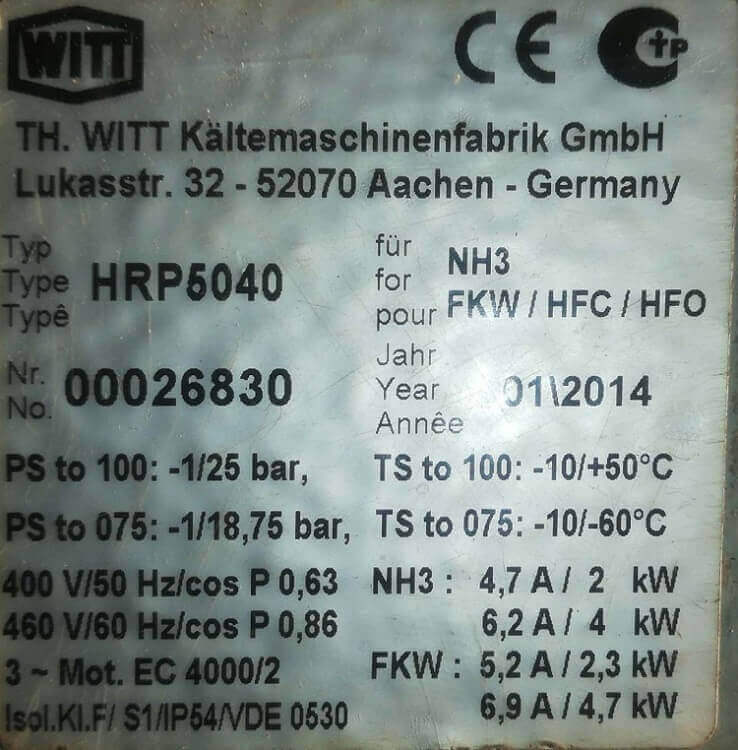 WITT CE TP
TH. WITT Kältemaschinenfabrik GmbH
Lukasstr. 32 - 52070 Aachen - Germany
Typ
Type HRP5040
Typê
für
for
pour
NH3
FKW / HFC / HFO
Nr.
No. 00026830
Jahr
Year 01\2014
Annêe
PS to 100: -1/25 bar, TS to 100: -10/+50°C
PS to 075: -1/18,75 bar, TS to 075: -10/-60°C
400 V/50 Hz/cos P 0,63 NH3 : 4,7 A / 2 kW
460 V/60 Hz/cos P 0,86 6,2 A / 4 kW
3 ~ Mot. EC 4000/2 FKW : 5,2 A / 2,3 kW
Isol.Kl.F/ S1/IP54/VDE 0530 6,9 A / 4,7 kW